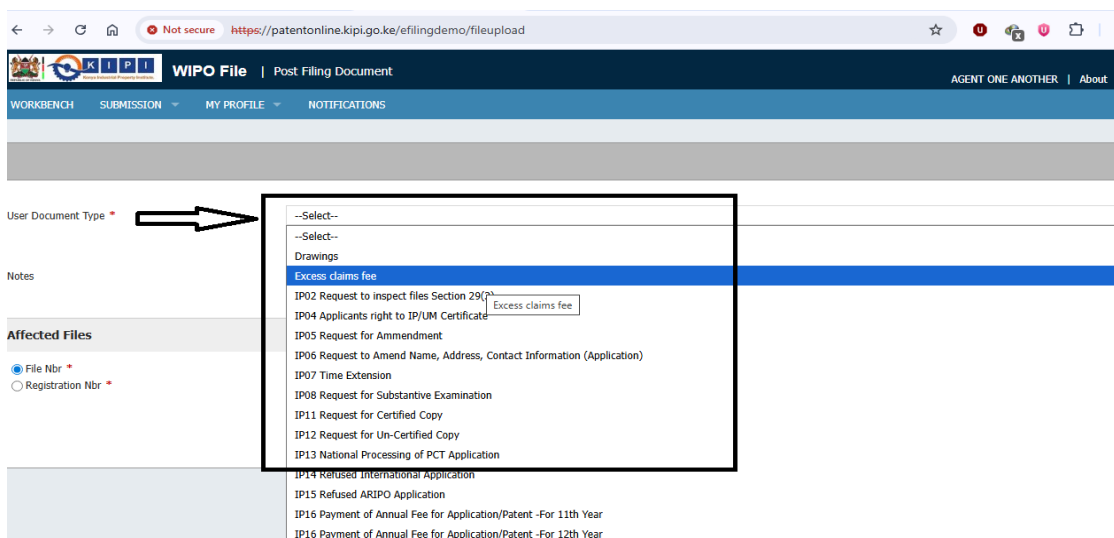 Not secure https://patentonline.kipi.go.ke/efilingdemo/fileupload
KIPI WIPO File | Post Filing Document
Kenya Industrial Property Institute
AGENT ONE ANOTHER | About
WORKBENCH SUBMISSION MY PROFILE NOTIFICATIONS
User Document Type *
--Select--
--Select--
Drawings
Notes
Excess claims fee
IP02 Request to inspect files Section 29(2)
Excess claims fee
IP04 Applicants right to IP/UM Certificate
Affected Files
IP05 Request for Ammendment
IP06 Request to Amend Name, Address, Contact Information (Application)
File Nbr *
IP07 Time Extension
Registration Nbr *
IP08 Request for Substantive Examination
IP11 Request for Certified Copy
IP12 Request for Un-Certified Copy
IP13 National Processing of PCT Application
IP14 Refused International Application
IP15 Refused ARIPO Application
IP16 Payment of Annual Fee for Application/Patent -For 11th Year
IP16 Payment of Annual Fee for Application/Patent -For 12th Year